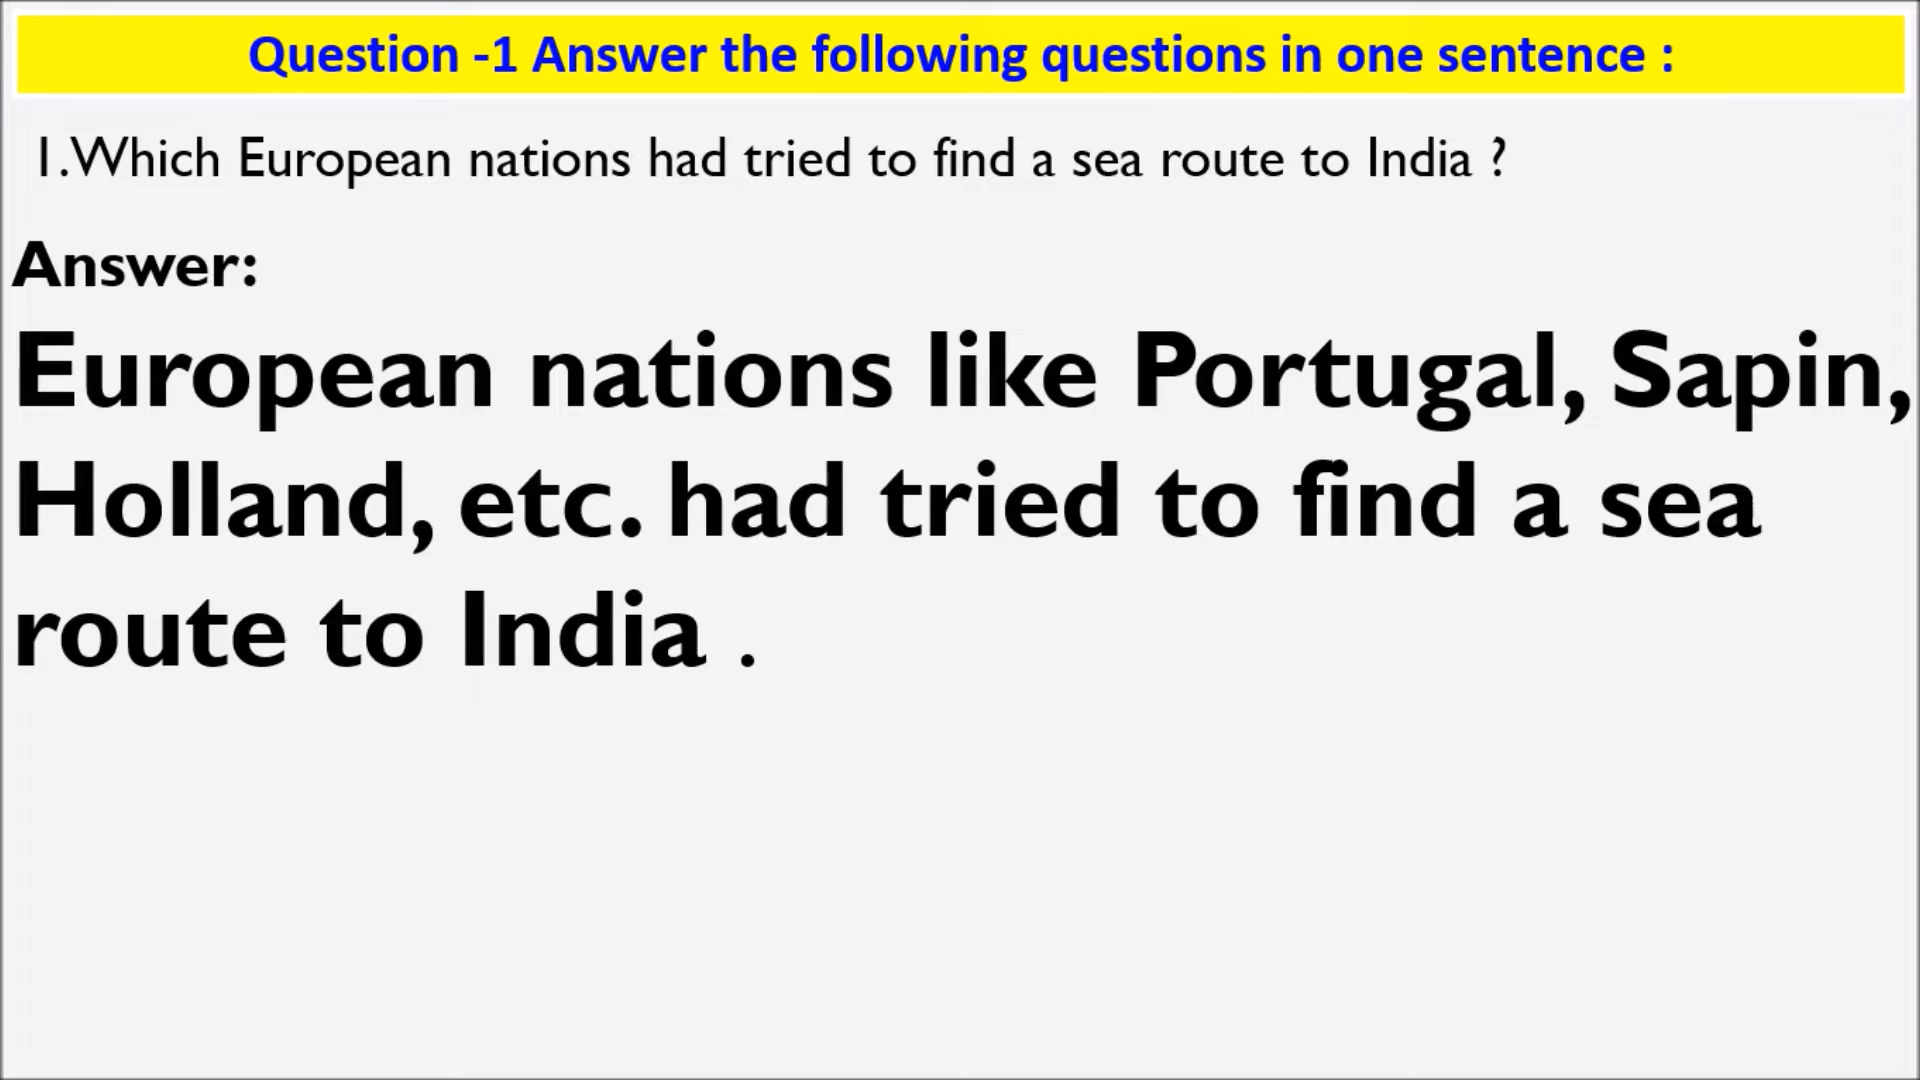 Question -1 Answer the following questions in one sentence :
1.Which European nations had tried to find a sea route to India ?
Answer:
European nations like Portugal, Sapin,
Holland, etc. had tried to find a sea
route to India .